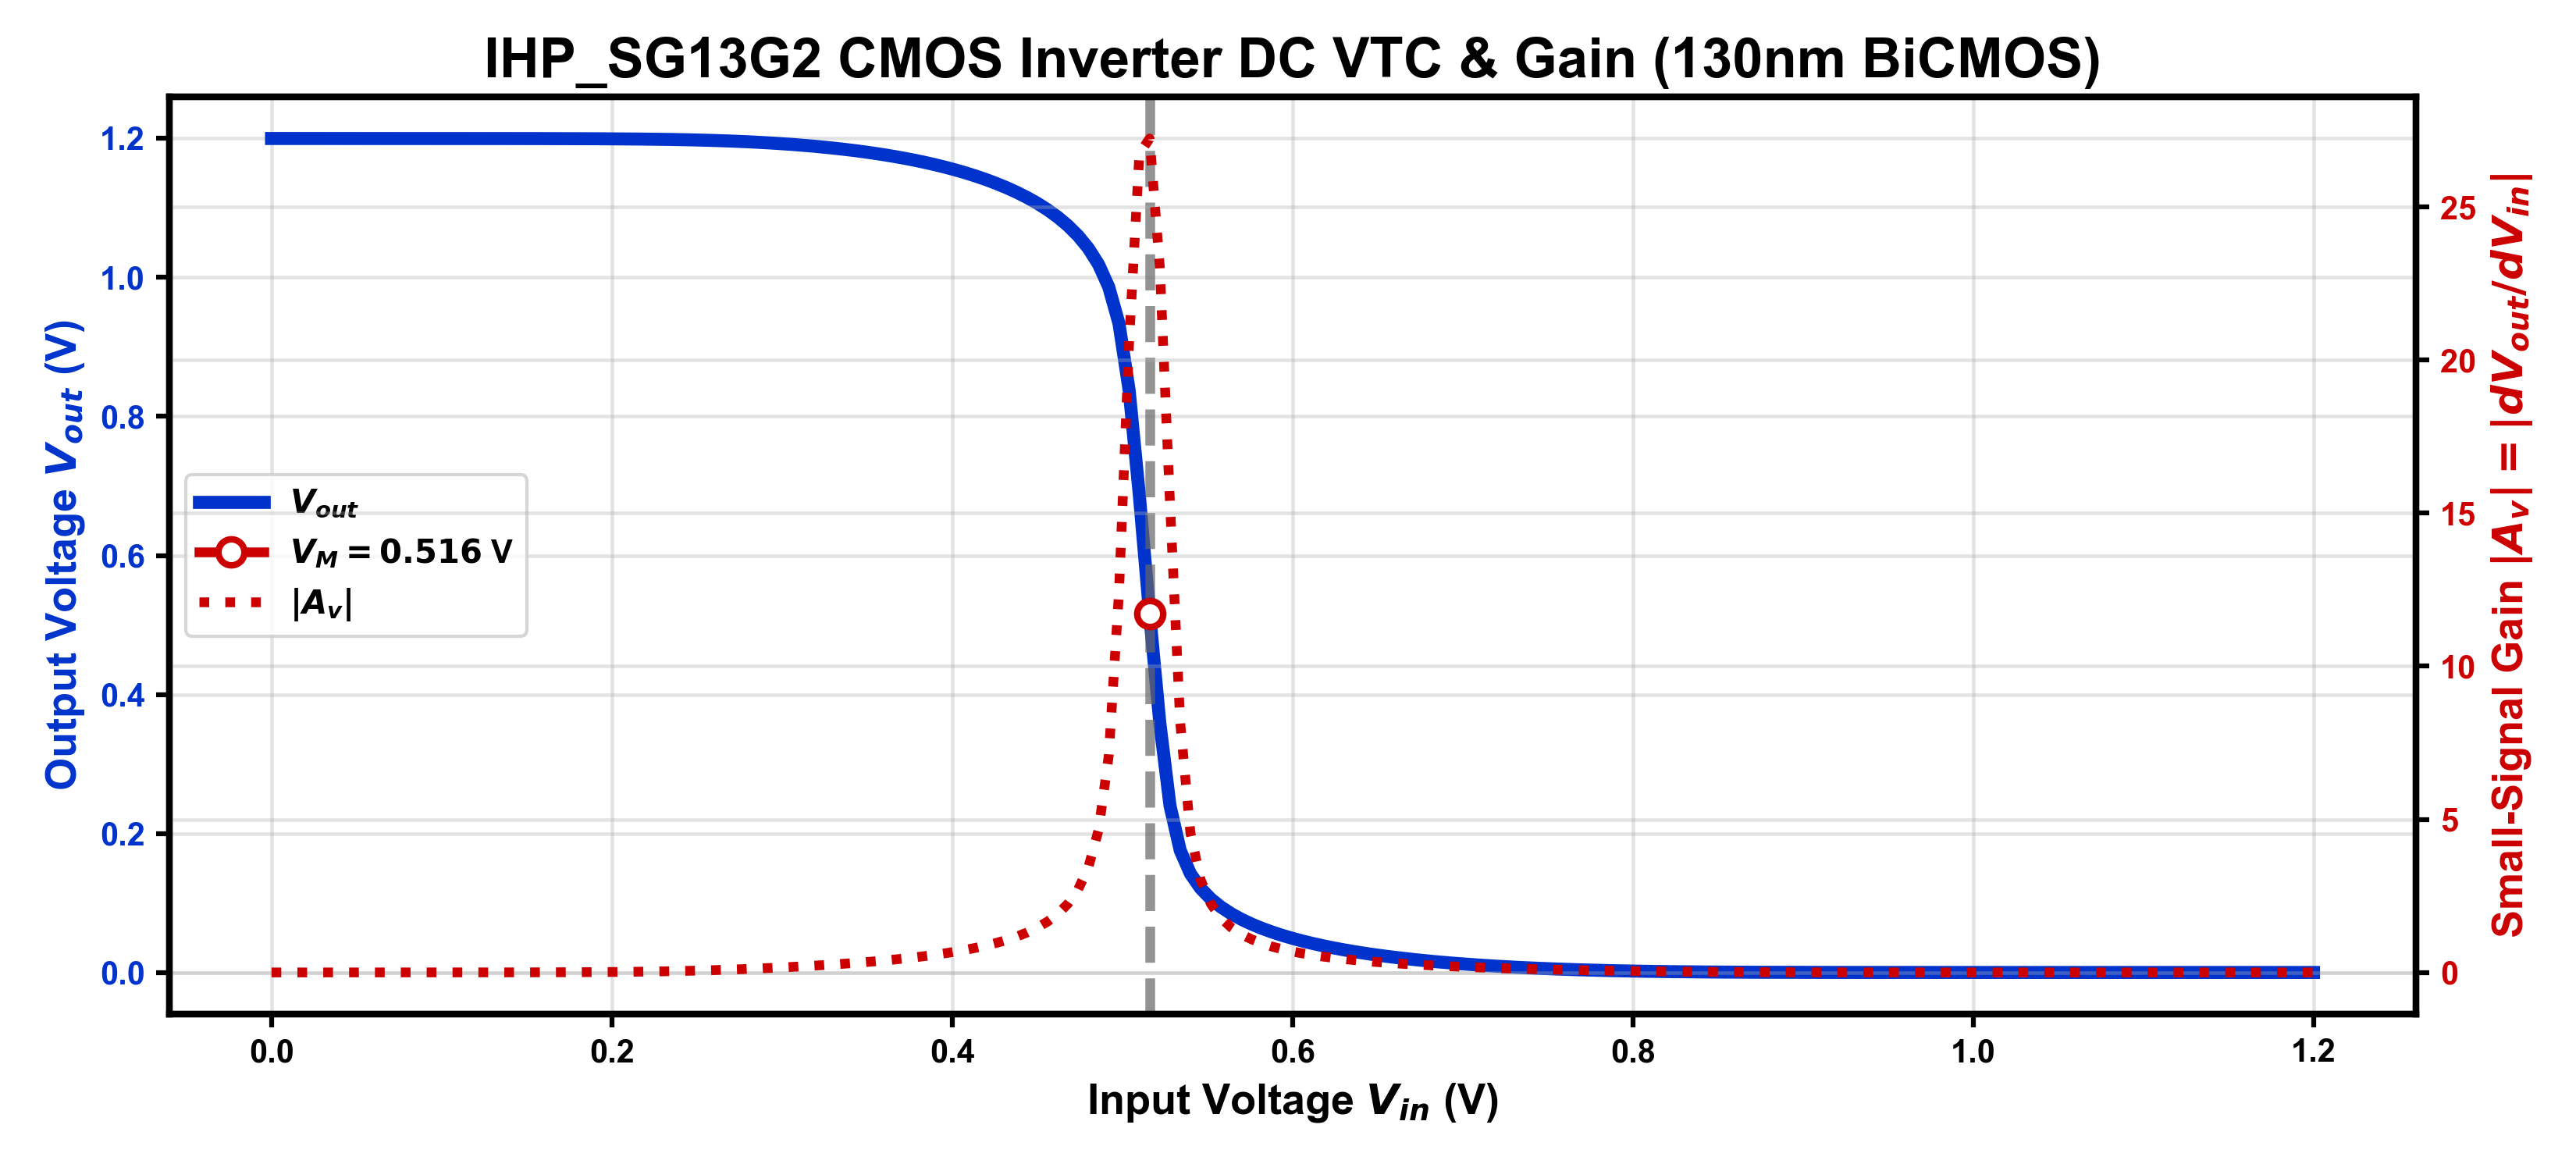 IHP_SG13G2 CMOS Inverter DC VTC & Gain (130nm BiCMOS)
Output Voltage V_out (V)
1.2
1.0
0.8
0.6
0.4
0.2
0.0
V_out
V_M = 0.516 V
|A_v|
25
20
15
10
5
0
Small-Signal Gain |A_v| = |dV_out/dV_in|
0.0 0.2 0.4 0.6 0.8 1.0 1.2
Input Voltage V_in (V)